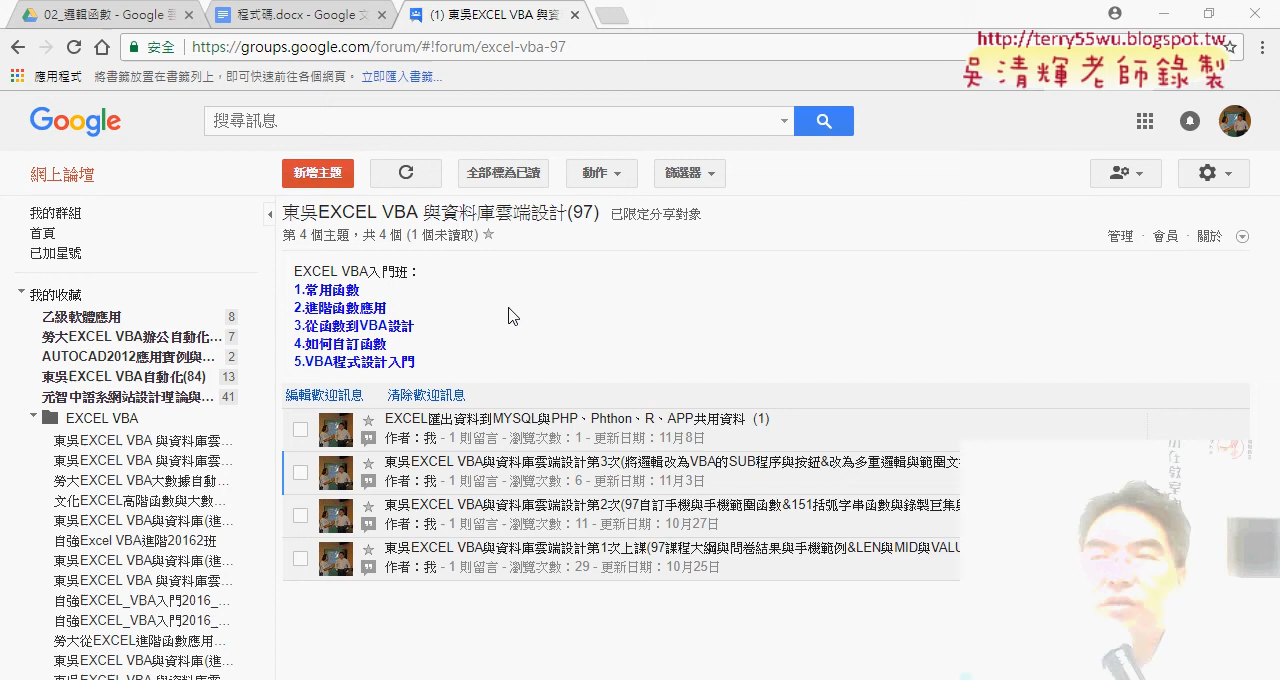 02_邏輯函數 - Google 雲
程式碼.docx - Google 文
(1) 東吳EXCEL VBA 與資
安全
https://groups.google.com/forum/#!forum/excel-vba-97
http://terry55wu.blogspot.tw
吳清輝老師錄製
應用程式
將書籤放置在書籤列上，即可快速前往各個網頁。
立即匯入書籤...
Google
搜尋訊息
網上論壇
新增主題
全部標為已讀
動作
篩選器
我的群組
首頁
已加星號
東吳EXCEL VBA 與資料庫雲端設計(97)
已限定分享對象
第 4 個主題，共 4 個 (1 個未讀取)
管理 · 會員 · 關於
EXCEL VBA入門班：
1.常用函數
2.進階函數應用
3.從函數到VBA設計
4.如何自訂函數
5.VBA程式設計入門
編輯歡迎訊息
清除歡迎訊息
我的收藏
乙級軟體應用 8
勞大EXCEL VBA辦公自動化... 7
AUTOCAD2012應用實例與... 2
東吳EXCEL VBA自動化(84) 13
元智中語系網站設計理論與... 41
EXCEL VBA
東吳EXCEL VBA 與資料庫雲...
東吳EXCEL VBA 與資料庫雲...
勞大EXCEL VBA大數據自動...
文化EXCEL高階函數與大數...
東吳EXCEL VBA與資料庫(進...
自強Excel VBA進階20162班
東吳EXCEL VBA與資料庫(進...
東吳EXCEL VBA 與資料庫雲...
自強EXCEL_VBA入門2016_...
自強EXCEL_VBA入門2016_...
勞大從EXCEL進階函數應用...
東吳EXCEL VBA與資料庫(進...
EXCEL匯出資料到MYSQL與PHP、Phthon、R、APP共用資料 (1)
作者：我 - 1 則留言 - 瀏覽次數：1 - 更新日期：11月8日
東吳EXCEL VBA與資料庫雲端設計第3次(將邏輯改為VBA的SUB程序與按鈕&改為多重邏輯與範圍文
作者：我 - 1 則留言 - 瀏覽次數：6 - 更新日期：11月3日
東吳EXCEL VBA與資料庫雲端設計第2次(97自訂手機與手機範圍函數&151括弧字串函數與錄製巨集與
作者：我 - 1 則留言 - 瀏覽次數：11 - 更新日期：10月27日
東吳EXCEL VBA與資料庫雲端設計第1次上課(97課程大綱與問卷結果與手機範例&LEN與MID與VALU
作者：我 - 1 則留言 - 瀏覽次數：29 - 更新日期：10月25日